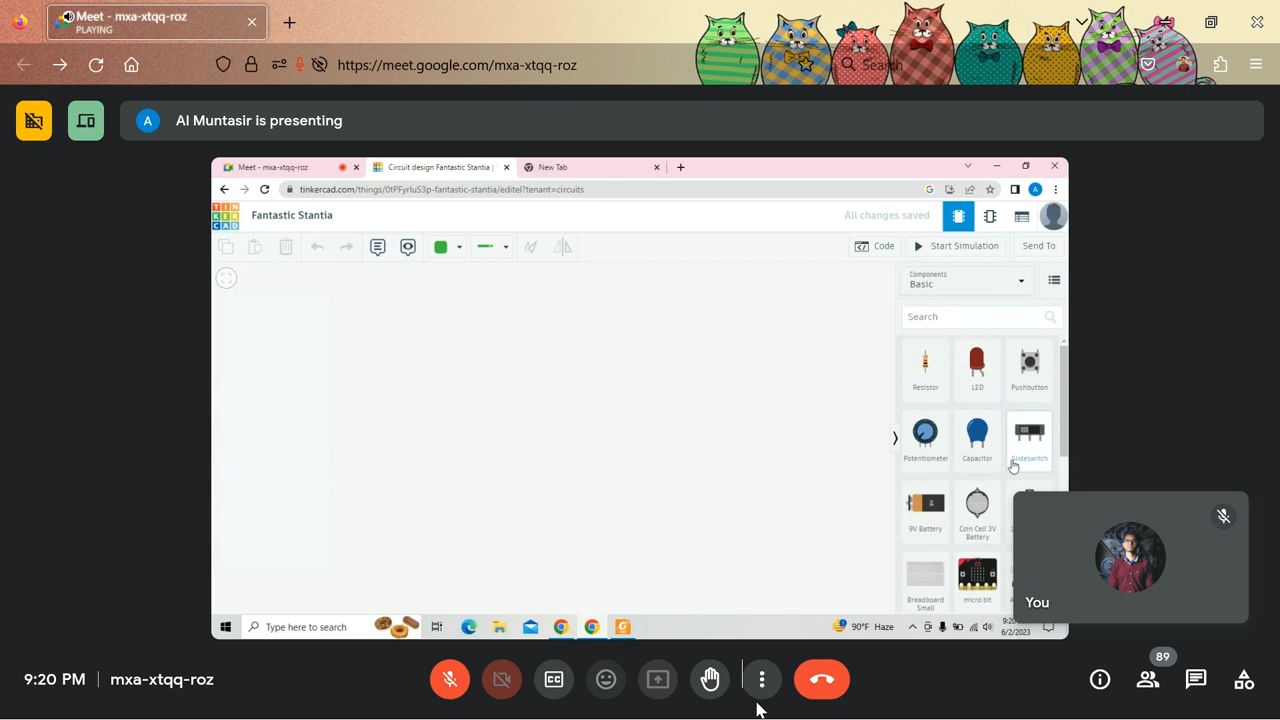 Meet - mxa-xtqq-roz
PLAYING
https://meet.google.com/mxa-xtqq-roz
Search
A
Al Muntasir is presenting
Meet - mxa-xtqq-roz
Circuit design Fantastic Stantia |
New Tab
tinkercad.com/things/0tPFyrluS3p-fantastic-stantia/editel?tenant=circuits
A
TIN
KER
CAD
Fantastic Stantia
All changes saved
Code
Start Simulation
Send To
Components
Basic
Search
Resistor
LED
Pushbutton
Potentiometer
Capacitor
Slideswitch
9V Battery
Coin Cell 3V
Battery
Breadboard
Small
micro:bit
You
Type here to search
90°F Haze
6/2/2023
9:20 PM
mxa-xtqq-roz
89